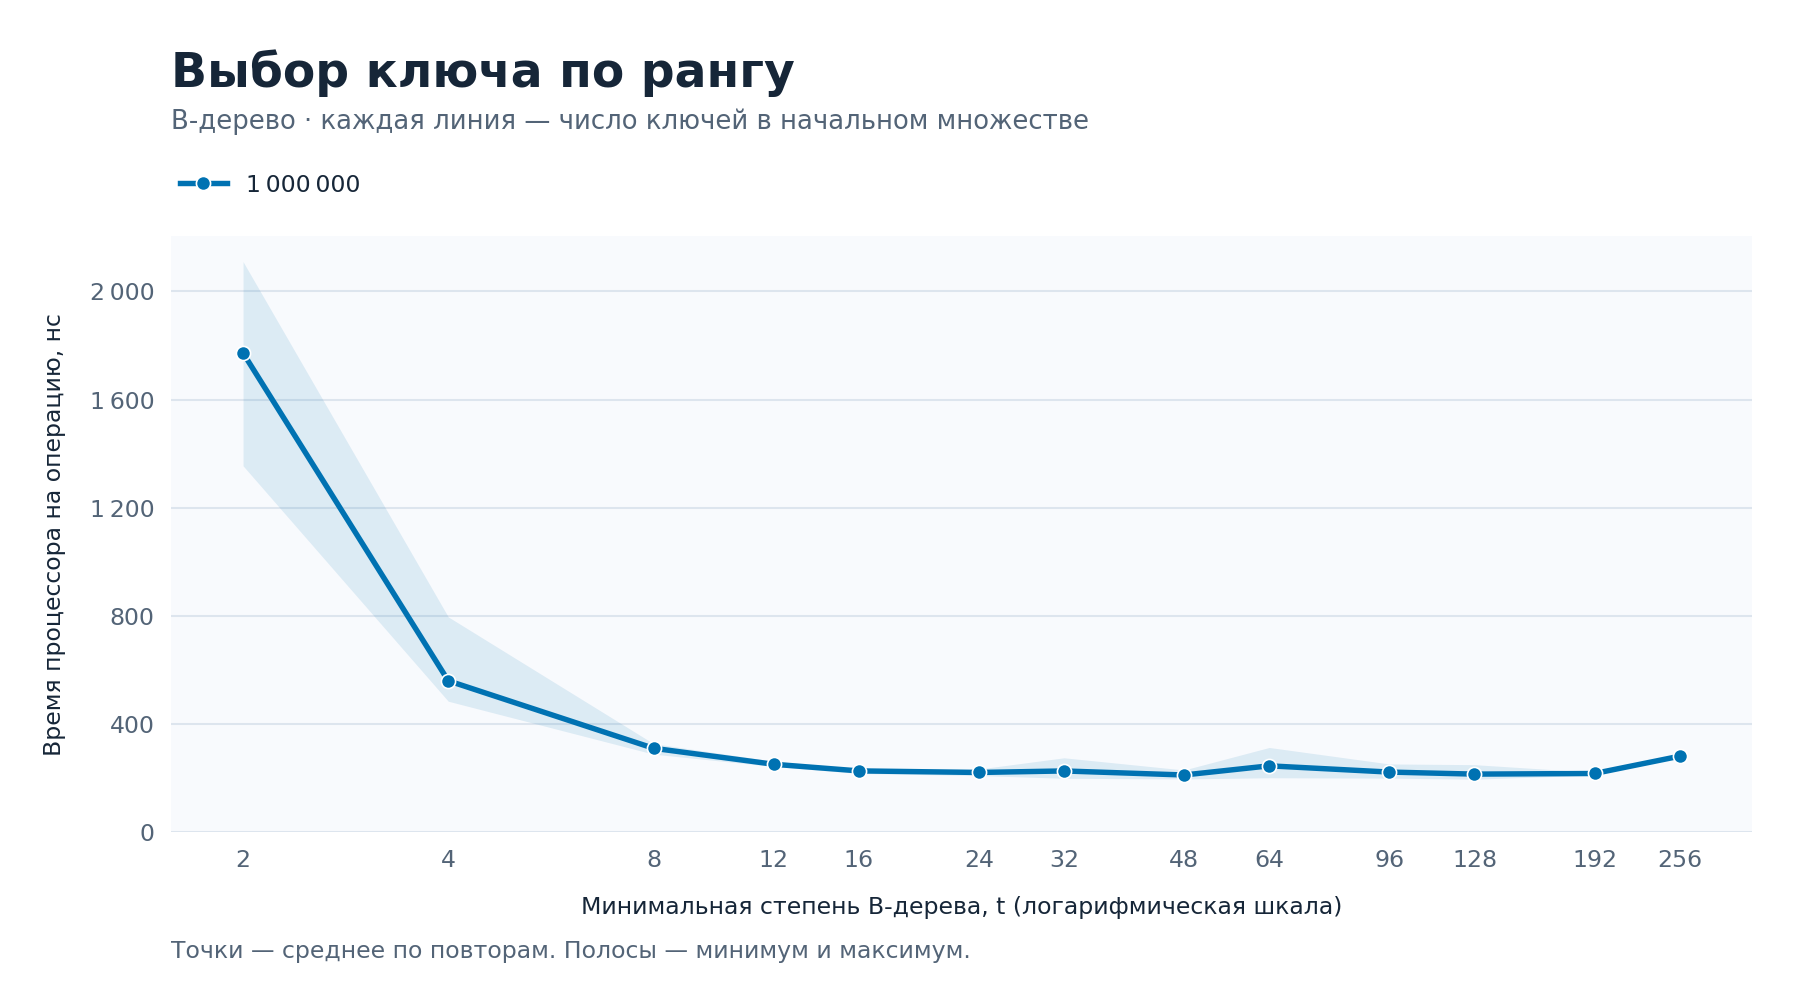 Выбор ключа по рангу
B-дерево · каждая линия — число ключей в начальном множестве
1 000 000
Время процессора на операцию, нс
2 000
1 600
1 200
800
400
0
2 4 8 12 16 24 32 48 64 96 128 192 256
Минимальная степень B-дерева, t (логарифмическая шкала)
Точки — среднее по повторам. Полосы — минимум и максимум.